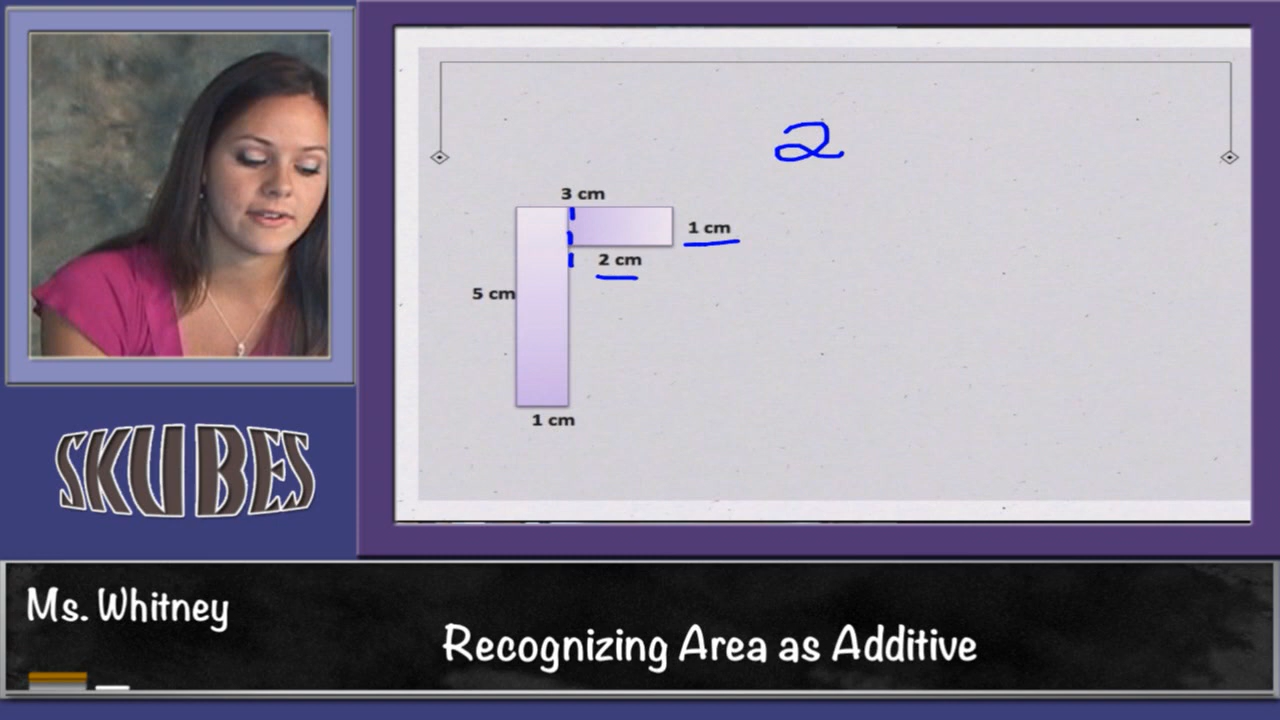 2
3 cm
1 cm
2 cm
5 cm
1 cm
SKUBES
Ms. Whitney
Recognizing Area as Additive